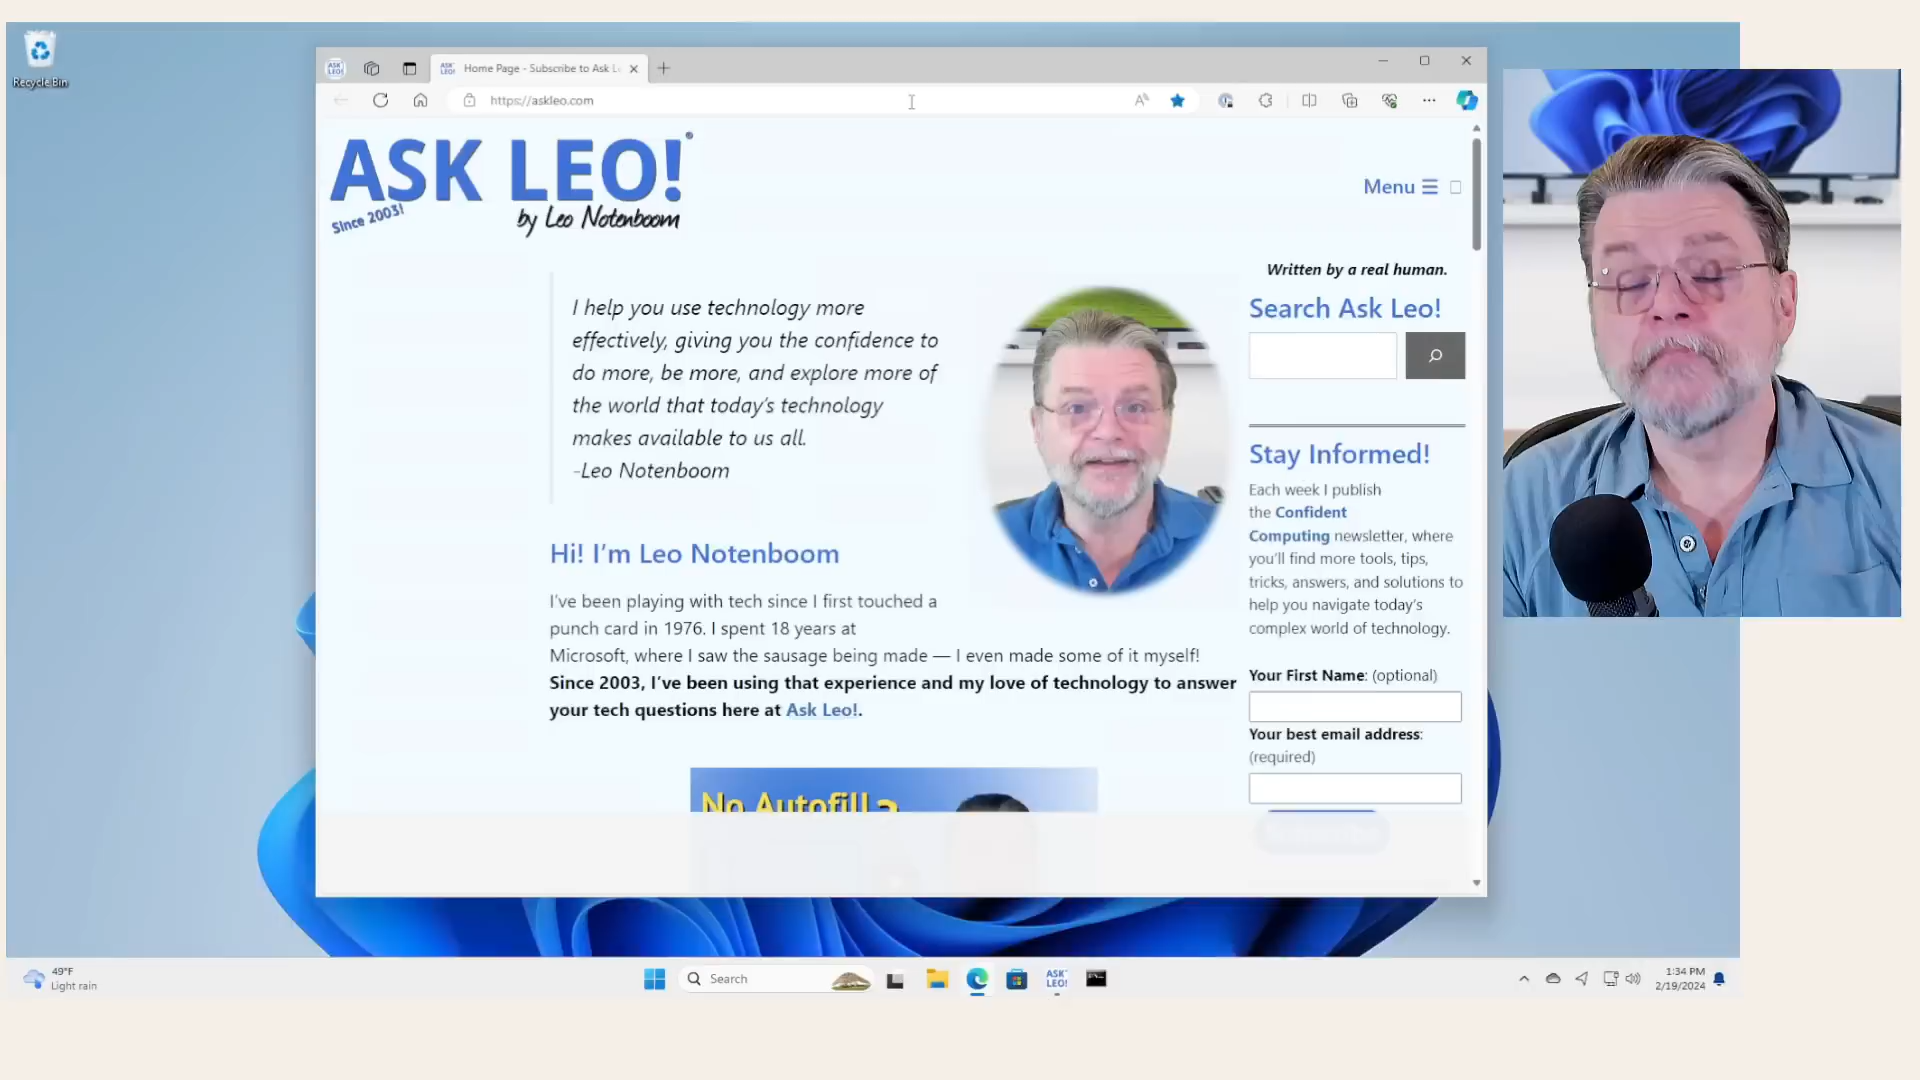 Recycle Bin
Home Page - Subscribe to Ask L
https://askleo.com
ASK LEO!®
Since 2003!
by Leo Notenboom
Menu
I help you use technology more
effectively, giving you the confidence to
do more, be more, and explore more of
the world that today's technology
makes available to us all.
-Leo Notenboom
Hi! I'm Leo Notenboom
I've been playing with tech since I first touched a
punch card in 1976. I spent 18 years at
Microsoft, where I saw the sausage being made — I even made some of it myself!
Since 2003, I've been using that experience and my love of technology to answer
your tech questions here at Ask Leo!.
No Autofill?
Written by a real human.
Search Ask Leo!
Stay Informed!
Each week I publish
the Confident
Computing newsletter, where
you'll find more tools, tips,
tricks, answers, and solutions to
help you navigate today's
complex world of technology.
Your First Name: (optional)
Your best email address:
(required)
49°F
Light rain
Search
ASK
LEO!
1:34 PM
2/19/2024